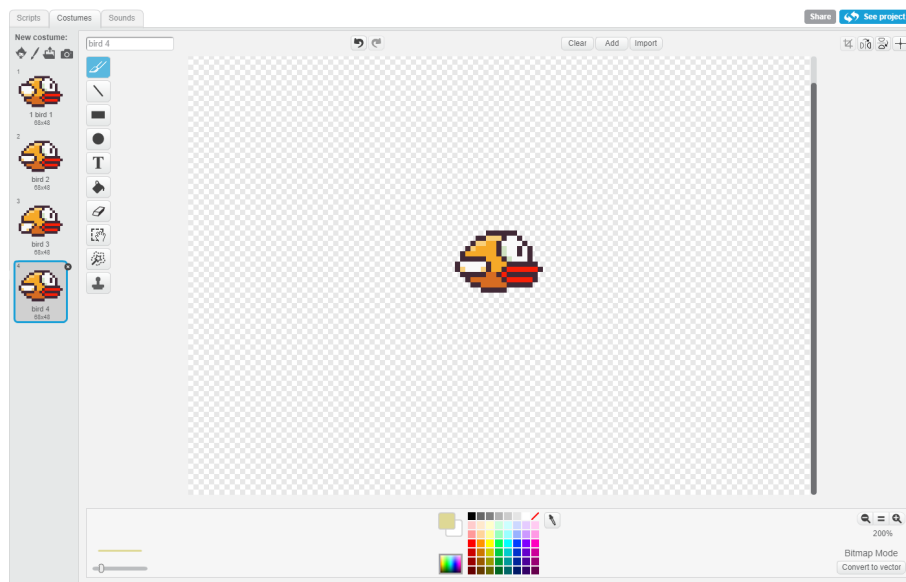 Scripts Costumes Sounds
Share See project
New costume:
bird 4
Clear Add Import
1
1 bird 1
68x48
2
bird 2
68x48
3
bird 3
68x48
4
bird 4
68x48
T
200%
Bitmap Mode
Convert to vector